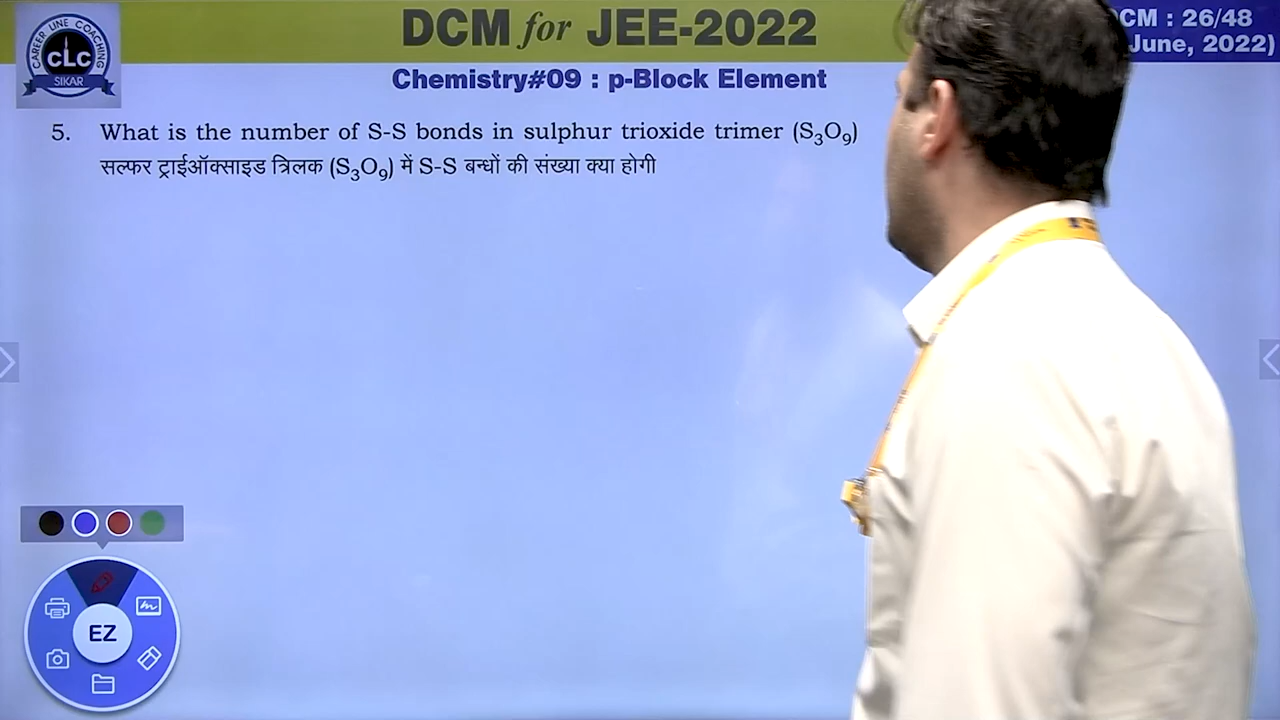 CAREER LINE COACHING
CLC
SIKAR
DCM for JEE-2022
CM : 26/48
June, 2022)
Chemistry#09 : p-Block Element
5. What is the number of S-S bonds in sulphur trioxide trimer (S₃O₉)
सल्फर ट्राईऑक्साइड त्रिलक (S₃O₉) में S-S बन्धों की संख्या क्या होगी
EZ